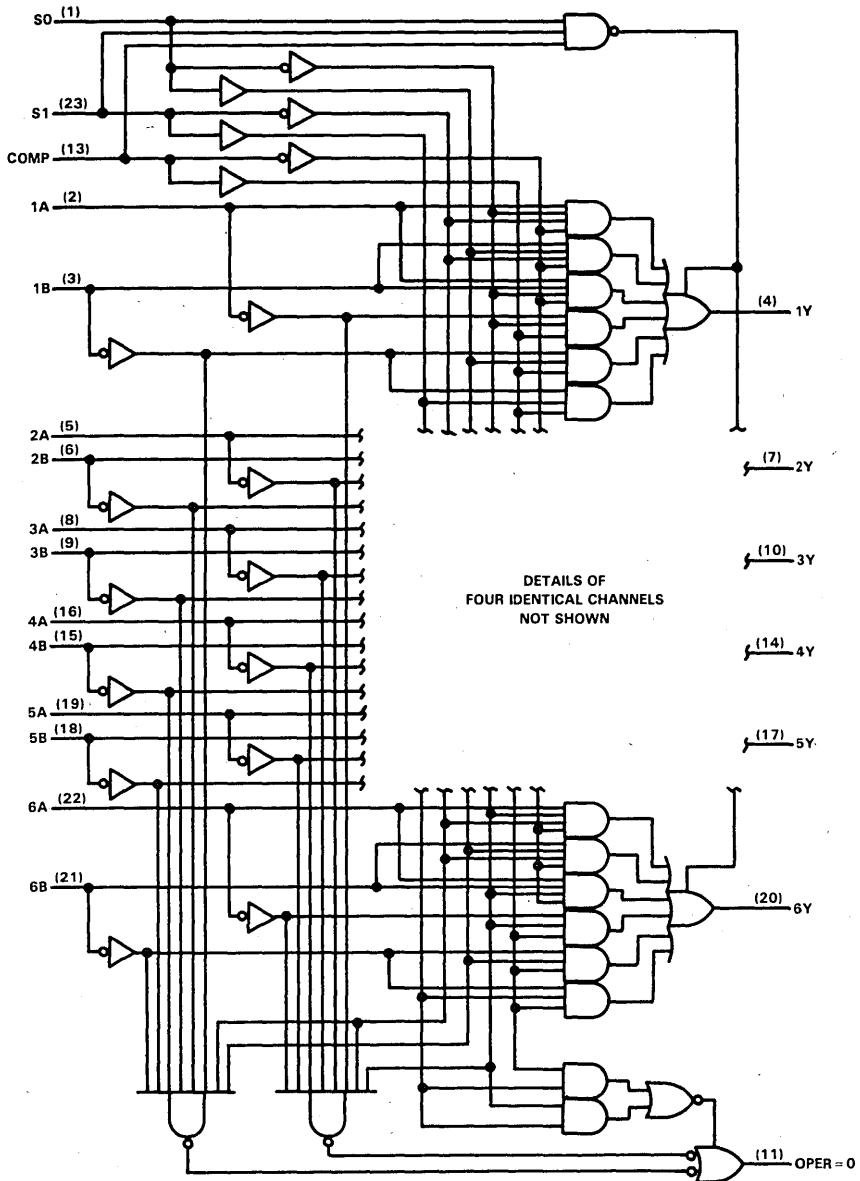 S0 (1)
S1 (23)
COMP (13)
1A (2)
1B (3)
(4) 1Y
2A (5)
2B (6)
(7) 2Y
3A (8)
3B (9)
(10) 3Y
DETAILS OF
FOUR IDENTICAL CHANNELS
NOT SHOWN
4A (16)
4B (15)
(14) 4Y
5A (19)
5B (18)
(17) 5Y
6A (22)
6B (21)
(20) 6Y
(11) OPER = 0